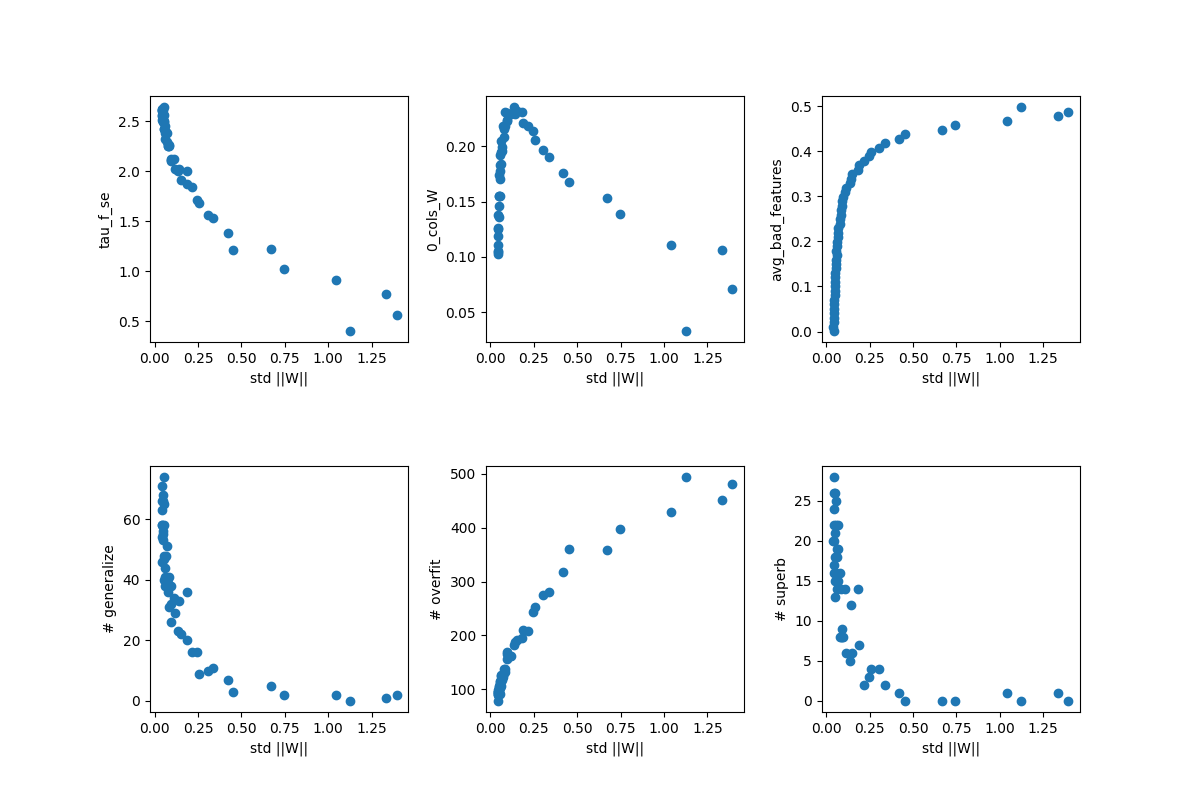 tau_f_se
2.5
2.0
1.5
1.0
0.5
0.00 0.25 0.50 0.75 1.00 1.25
std ||W||
0_cols_W
0.20
0.15
0.10
0.05
0.00 0.25 0.50 0.75 1.00 1.25
std ||W||
avg_bad_features
0.5
0.4
0.3
0.2
0.1
0.0
0.00 0.25 0.50 0.75 1.00 1.25
std ||W||
# generalize
60
40
20
0
0.00 0.25 0.50 0.75 1.00 1.25
std ||W||
# overfit
500
400
300
200
100
0.00 0.25 0.50 0.75 1.00 1.25
std ||W||
# superb
25
20
15
10
5
0
0.00 0.25 0.50 0.75 1.00 1.25
std ||W||